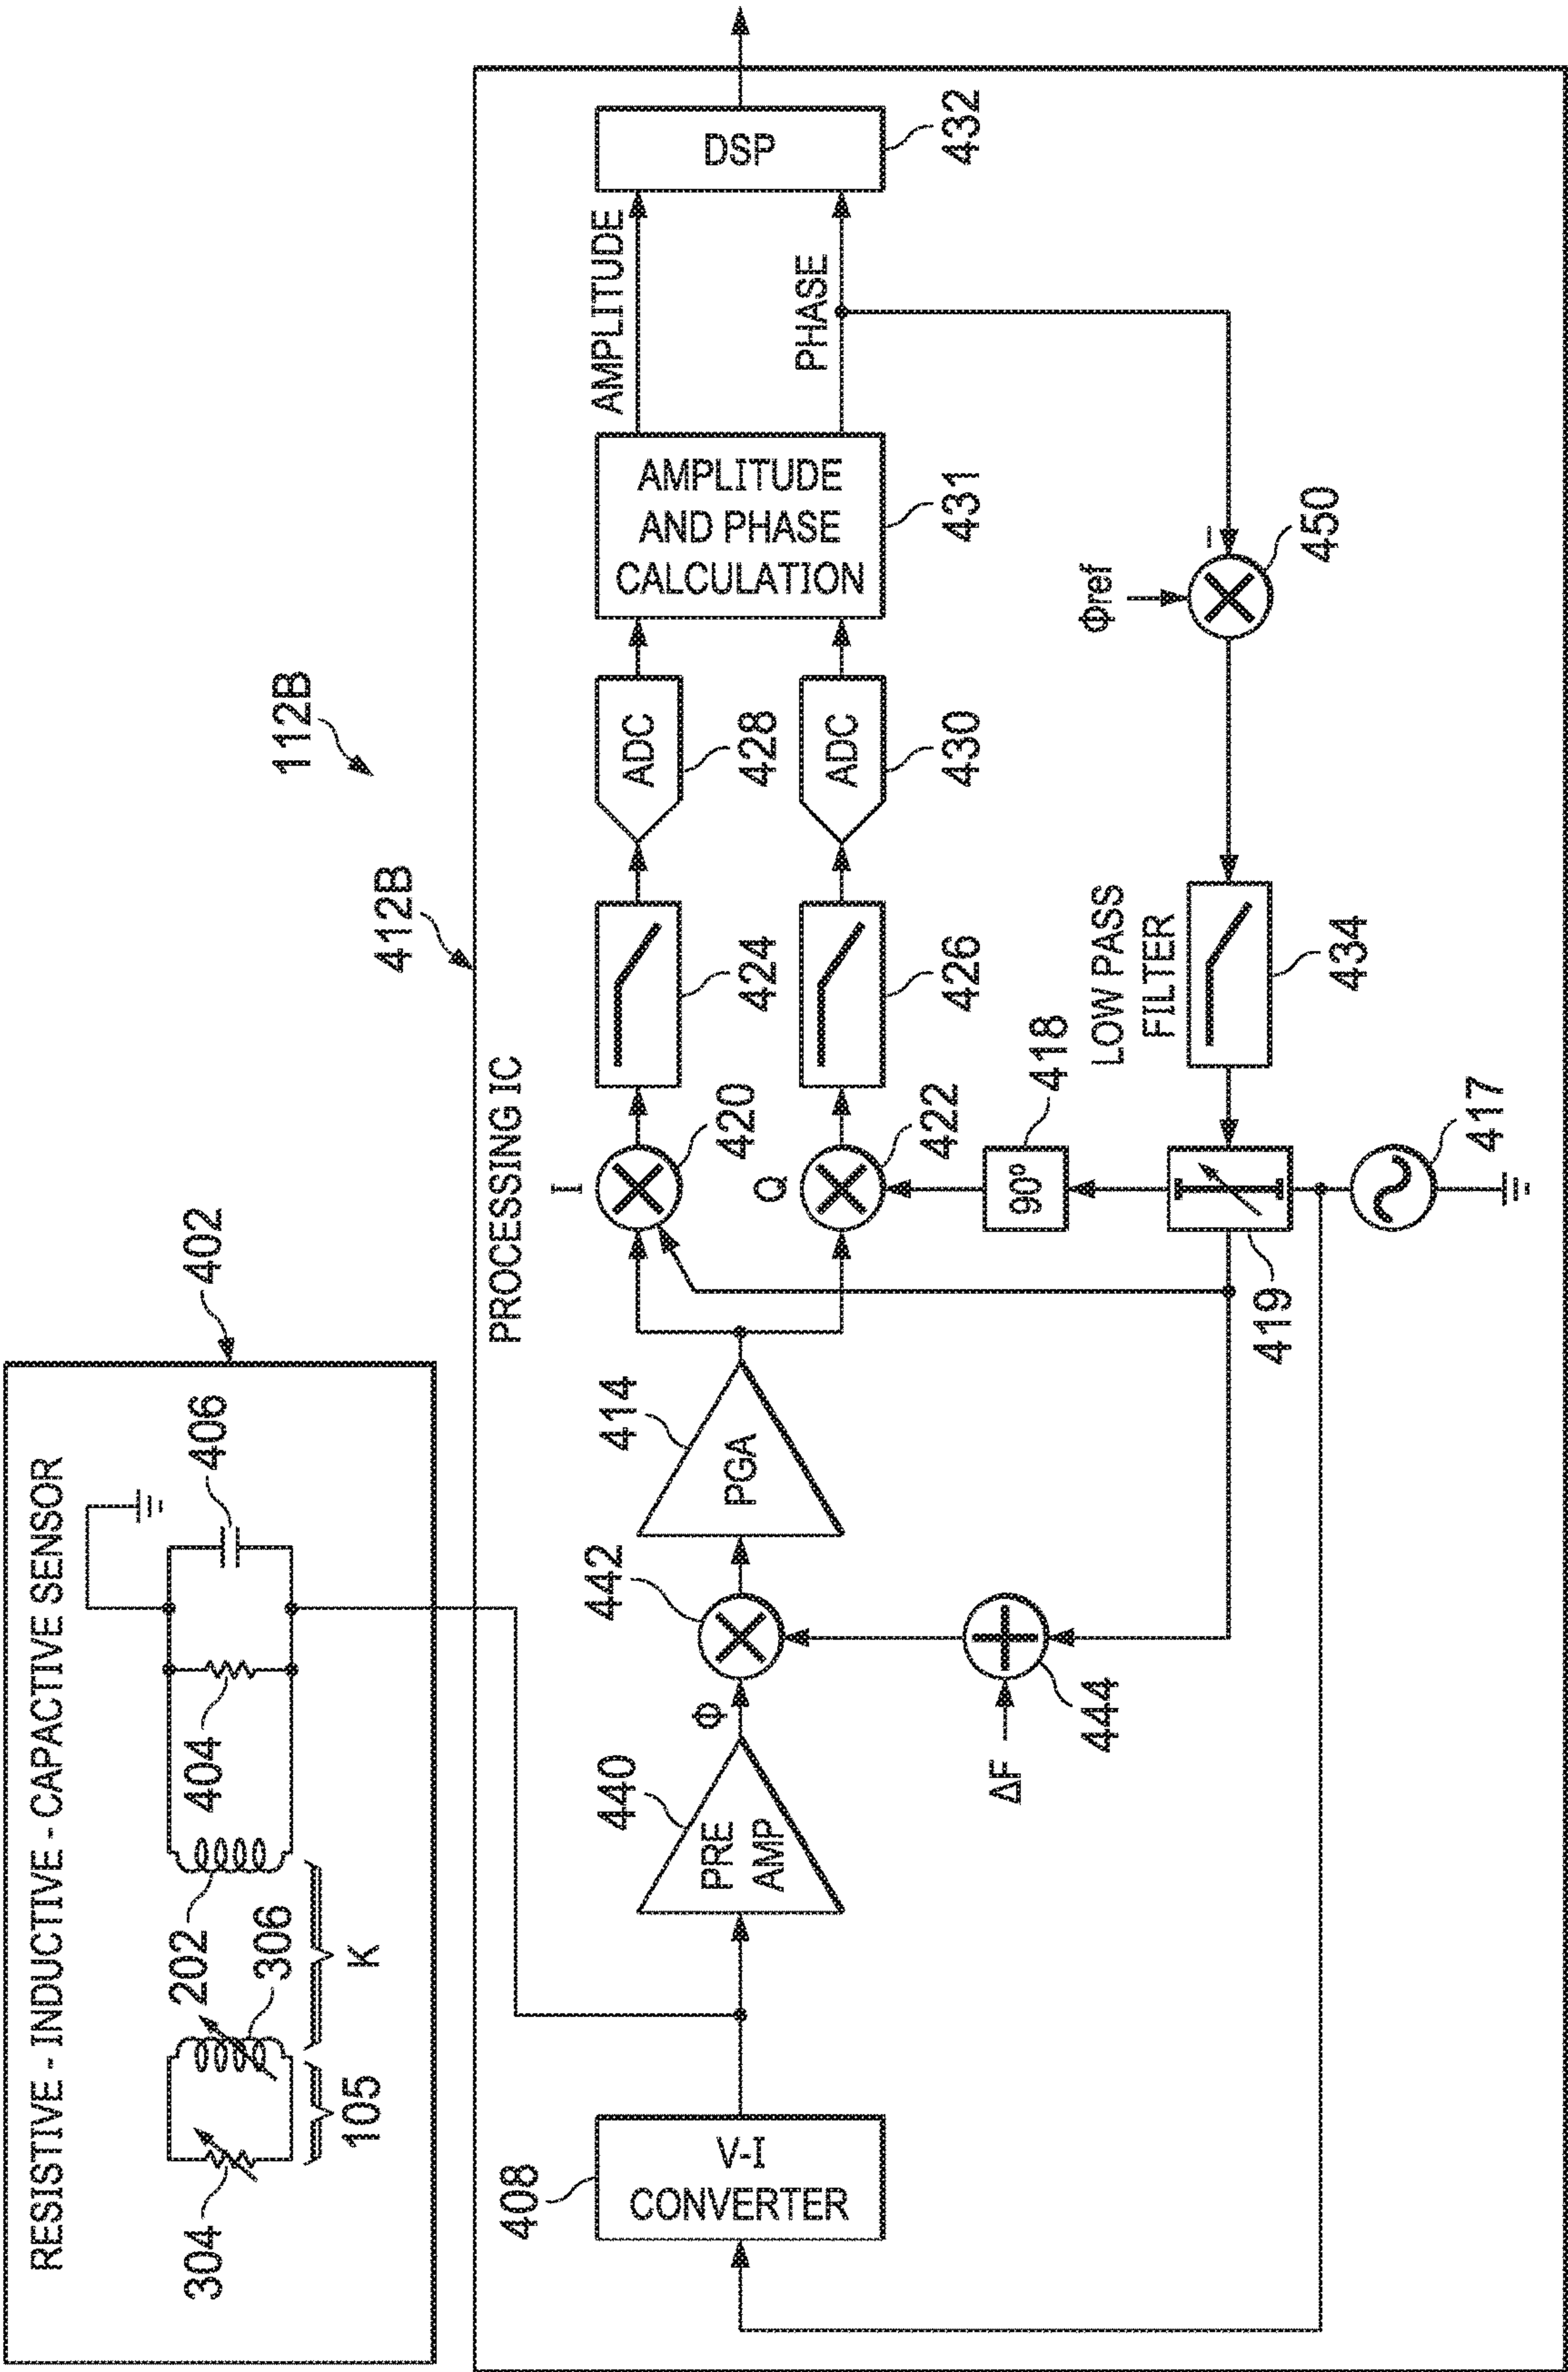 RESISTIVE - INDUCTIVE - CAPACTIVE SENSOR
402
304
105
306
202
K
404
406
112B
412B
PROCESSING IC
408
V-I
CONVERTER
440
PRE
AMP
Φ
442
ΔF
444
414
PGA
I
420
Q
422
90º
418
419
417
424
426
LOW PASS
FILTER
434
ADC
428
ADC
430
AMPLITUDE
AND PHASE
CALCULATION
431
Φref
–
450
AMPLITUDE
PHASE
DSP
432